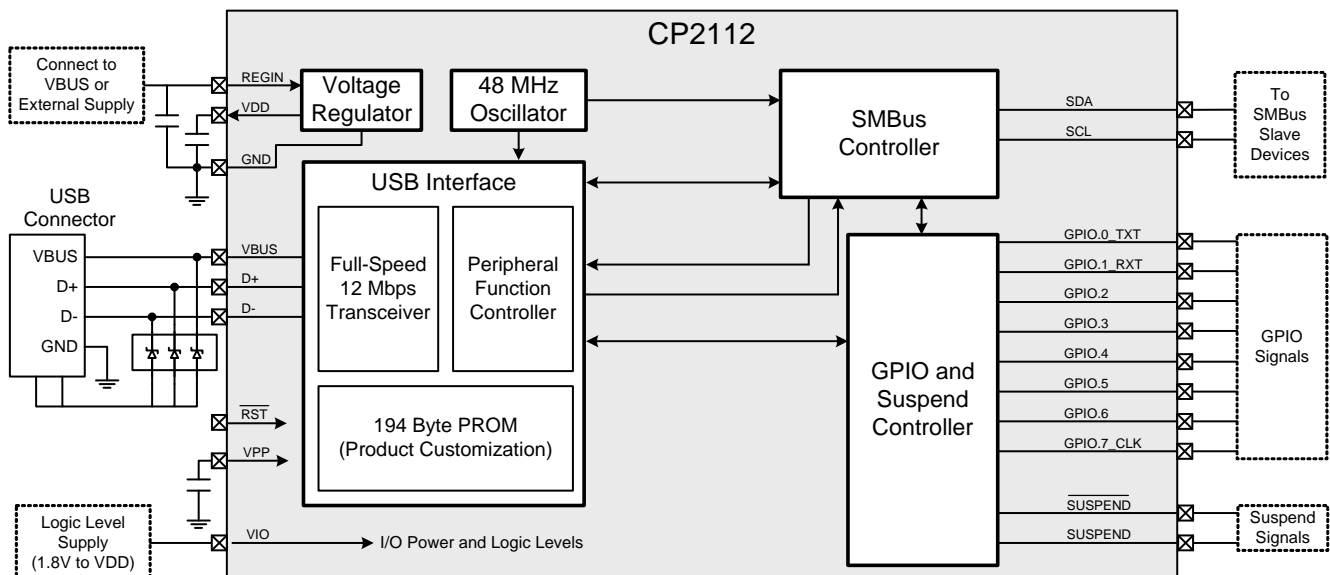 CP2112
Connect to
VBUS or
External Supply
REGIN
VDD
GND
Voltage
Regulator
48 MHz
Oscillator
SMBus
Controller
SDA
SCL
To
SMBus
Slave
Devices
USB
Connector
VBUS
D+
D-
GND
VBUS
D+
D-
USB Interface
Full-Speed
12 Mbps
Transceiver
Peripheral
Function
Controller
194 Byte PROM
(Product Customization)
RST
VPP
Logic Level
Supply
(1.8V to VDD)
VIO
I/O Power and Logic Levels
GPIO and
Suspend
Controller
GPIO.0_TXT
GPIO.1_RXT
GPIO.2
GPIO.3
GPIO.4
GPIO.5
GPIO.6
GPIO.7_CLK
GPIO
Signals
SUSPEND
SUSPEND
Suspend
Signals